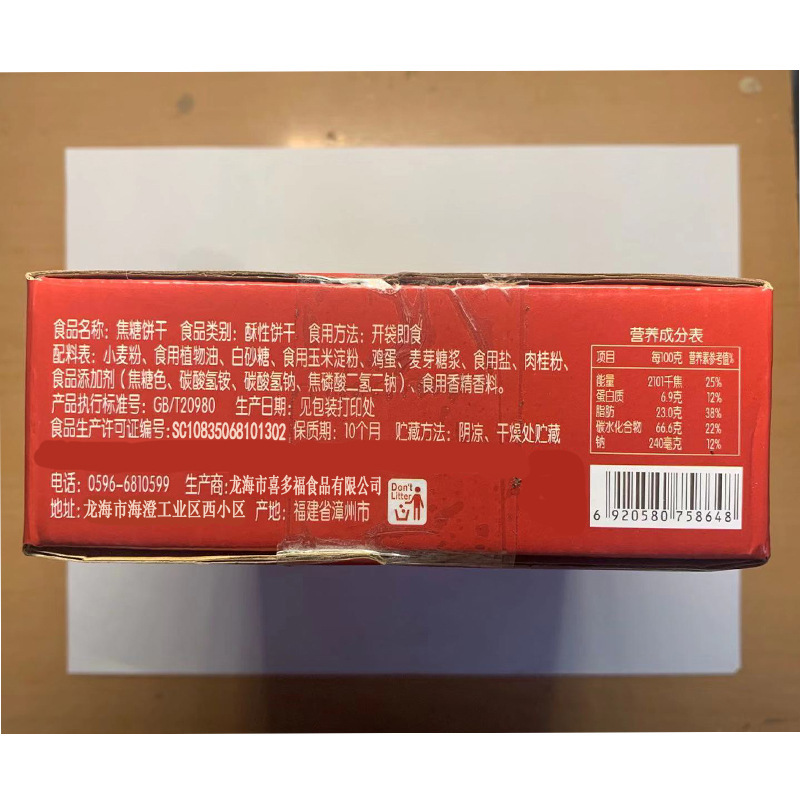 食品名称：焦糖饼干 食品类别：酥性饼干 食用方法：开袋即食
配料表：小麦粉、食用植物油、白砂糖、食用玉米淀粉、鸡蛋、麦芽糖浆、食用盐、肉桂粉、
食品添加剂（焦糖色、碳酸氢铵、碳酸氢钠、焦磷酸二氢二钠）、食用香精香料。
产品执行标准号：GB/T20980 生产日期：见包装打印处
食品生产许可证编号:SC10835068101302 保质期：10个月 贮藏方法：阴凉、干燥处贮藏
电话：0596-6810599 生产商:龙海市喜多福食品有限公司
地址:龙海市海澄工业区西小区 产地：福建省漳州市
Don't
Litter
营养成分表
项目 每100克 营养素参考值%
能量 2101千焦 25%
蛋白质 6.9克 12%
脂肪 23.0克 38%
碳水化合物 66.6克 22%
钠 240毫克 12%
6 920580 758648